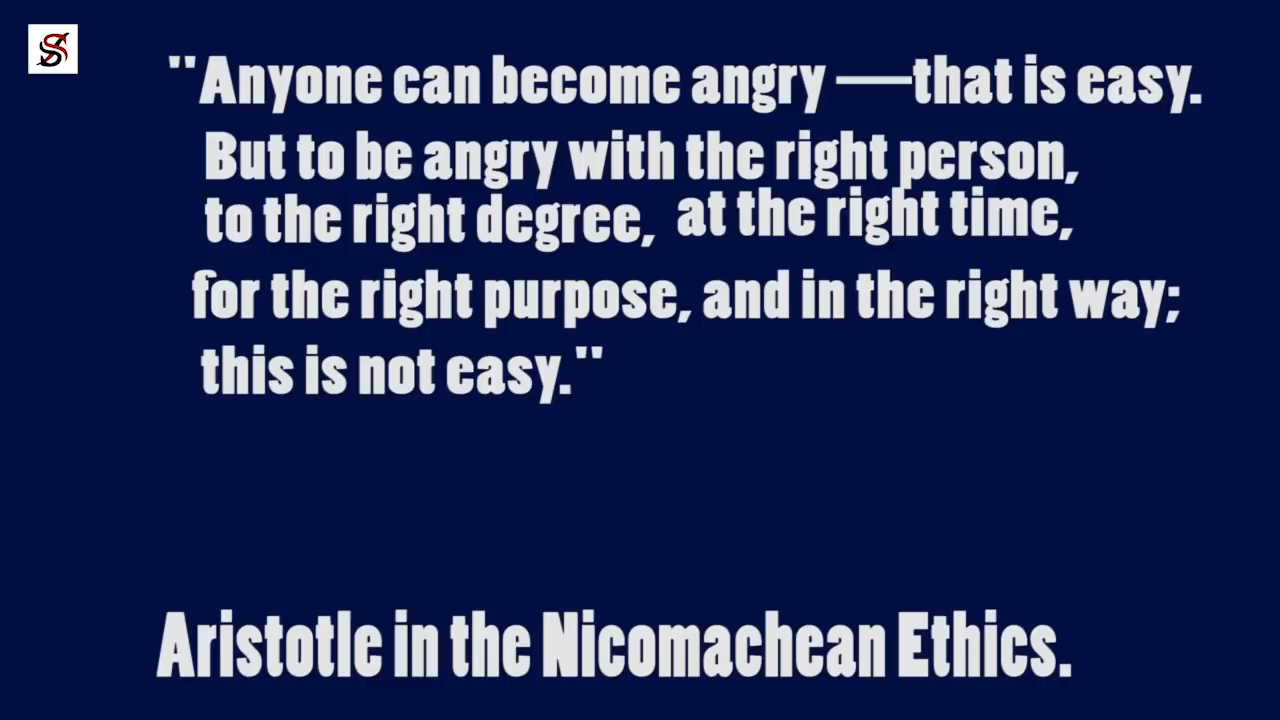 "Anyone can become angry —that is easy.
But to be angry with the right person,
to the right degree, at the right time,
for the right purpose, and in the right way;
this is not easy."
Aristotle in the Nicomachean Ethics.